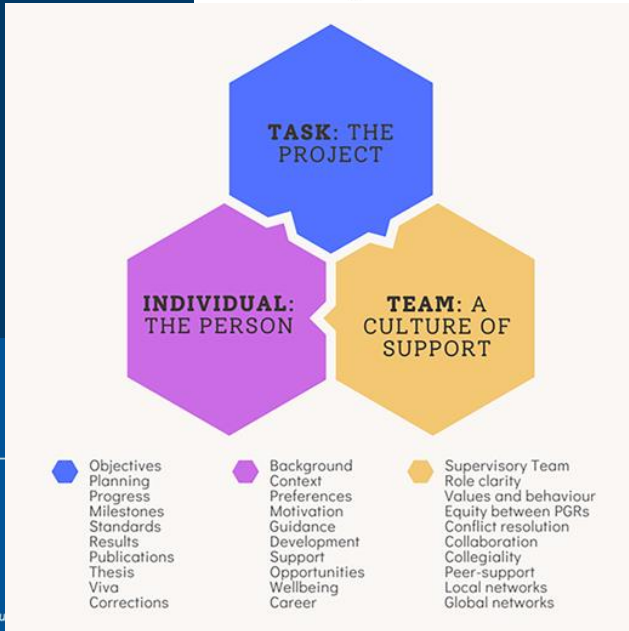 TASK: THE
PROJECT
INDIVIDUAL:
THE PERSON
TEAM: A
CULTURE OF
SUPPORT
Objectives
Planning
Progress
Milestones
Standards
Results
Publications
Thesis
Viva
Corrections
Background
Context
Preferences
Motivation
Guidance
Development
Support
Opportunities
Wellbeing
Career
Supervisory Team
Role clarity
Values and behaviour
Equity between PGRs
Conflict resolution
Collaboration
Collegiality
Peer-support
Local networks
Global networks